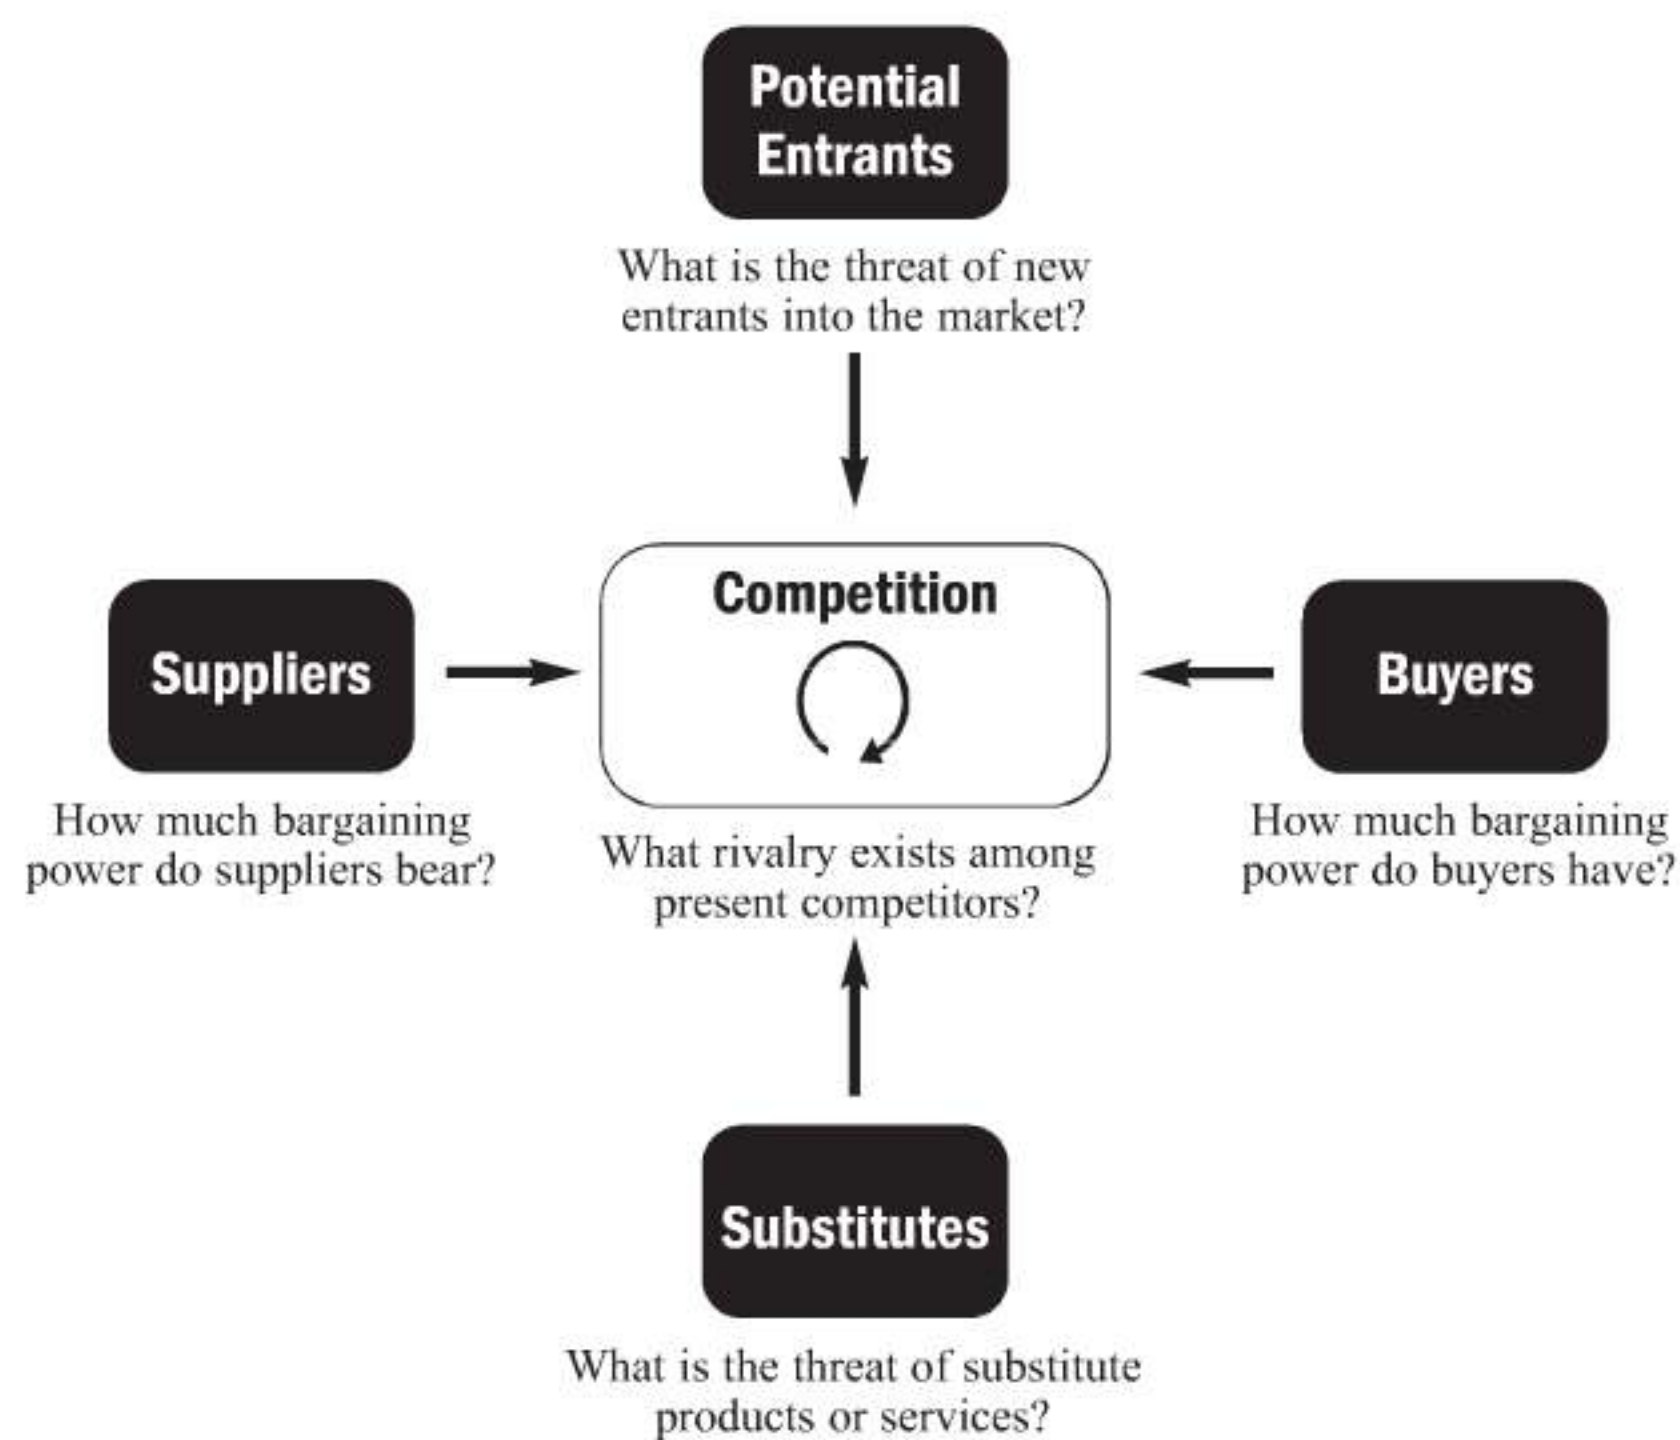 Potential
Entrants
What is the threat of new
entrants into the market?
Suppliers
How much bargaining
power do suppliers bear?
Competition
What rivalry exists among
present competitors?
Buyers
How much bargaining
power do buyers have?
Substitutes
What is the threat of substitute
products or services?